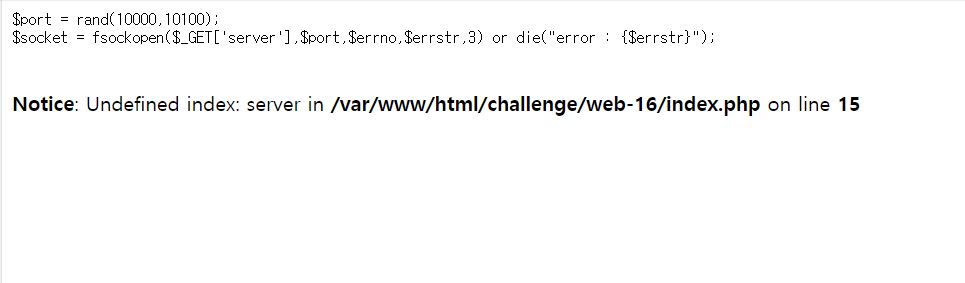 $port = rand(10000,10100);
$socket = fsockopen($_GET['server'],$port,$errno,$errstr,3) or die("error : {$errstr}");
Notice: Undefined index: server in /var/www/html/challenge/web-16/index.php on line 15